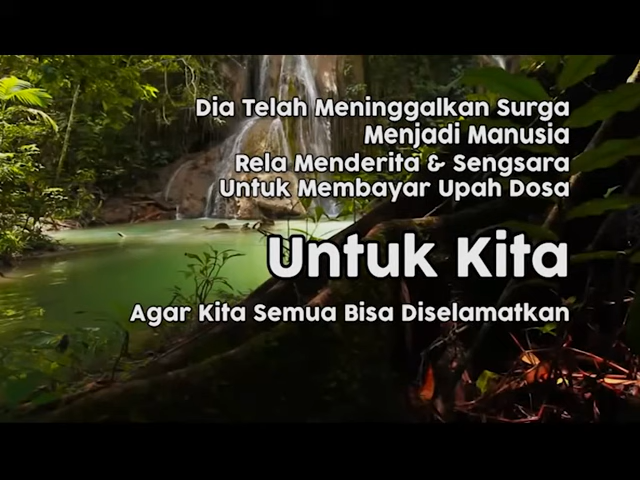 Dia Telah Meninggalkan Surga
Menjadi Manusia
Rela Menderita & Sengsara
Untuk Membayar Upah Dosa
Untuk Kita
Agar Kita Semua Bisa Diselamatkan